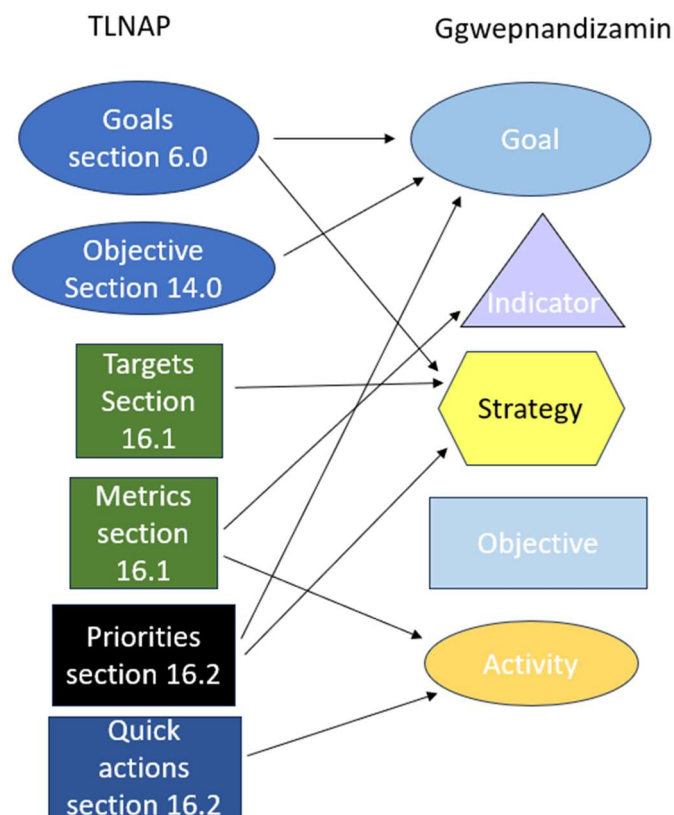 TLNAP
Ggwepnandizamin
Goals
section 6.0
Goal
Objective
Section 14.0
Indicator
Targets
Section
16.1
Strategy
Metrics
section
16.1
Objective
Priorities
section 16.2
Activity
Quick
actions
section 16.2